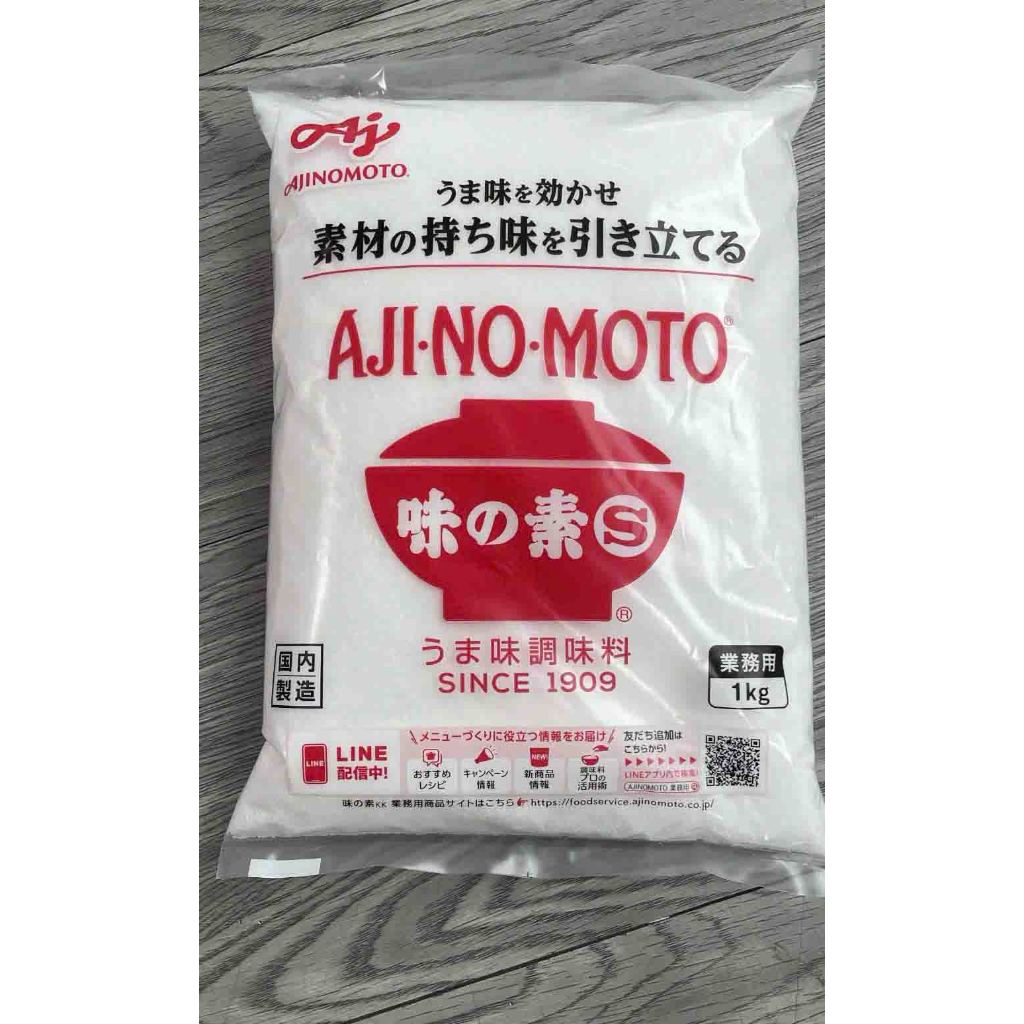 Aj
AJINOMOTO®
うま味を効かせ
素材の持ち味を引き立てる
AJI·NO·MOTO®
味の素Ⓢ
®
うま味調味料
SINCE 1909
国内
製造
業務用
1kg
LINE
LINE
配信中!
\メニューづくりに役立つ情報をお届け/
おすすめ
レシピ
キャンペーン
情報
NEW!
新商品
情報
調味料
プロの
活用術
友だち追加は
こちらから!
LINEアプリ内で検索!
AJINOMOTO 業務用
味の素KK 業務用商品サイトはこちら☞https://foodservice.ajinomoto.co.jp/